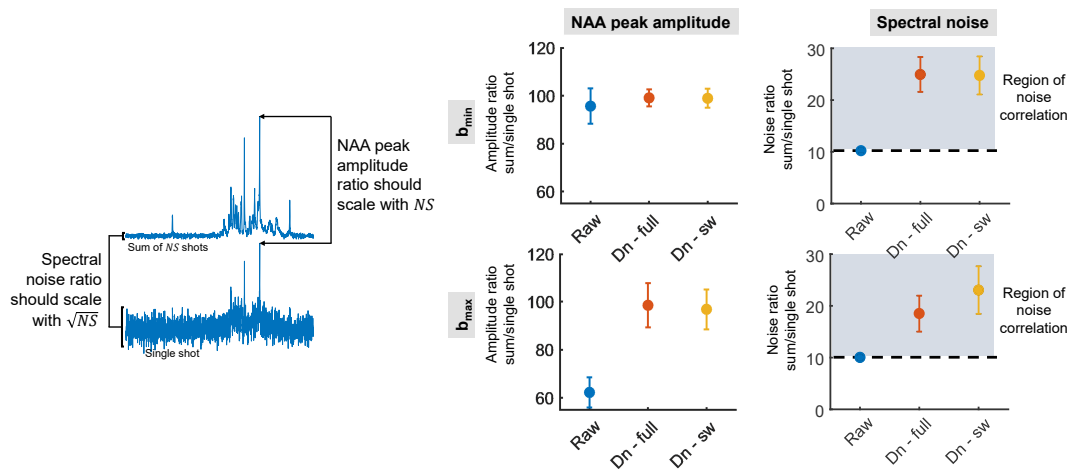 NAA peak amplitude
Spectral noise
NAA peak
amplitude
ratio should
scale with NS
Sum of NS shots
Spectral
noise ratio
should scale
with √NS
Single shot
b_min
Amplitude ratio
sum/single shot
120
100
80
60
Raw
Dn - full
Dn - sw
Noise ratio
sum/single shot
30
20
10
0
Raw
Dn - full
Dn - sw
Region of
noise
correlation
b_max
Amplitude ratio
sum/single shot
120
100
80
60
Raw
Dn - full
Dn - sw
Noise ratio
sum/single shot
30
20
10
0
Raw
Dn - full
Dn - sw
Region of
noise
correlation